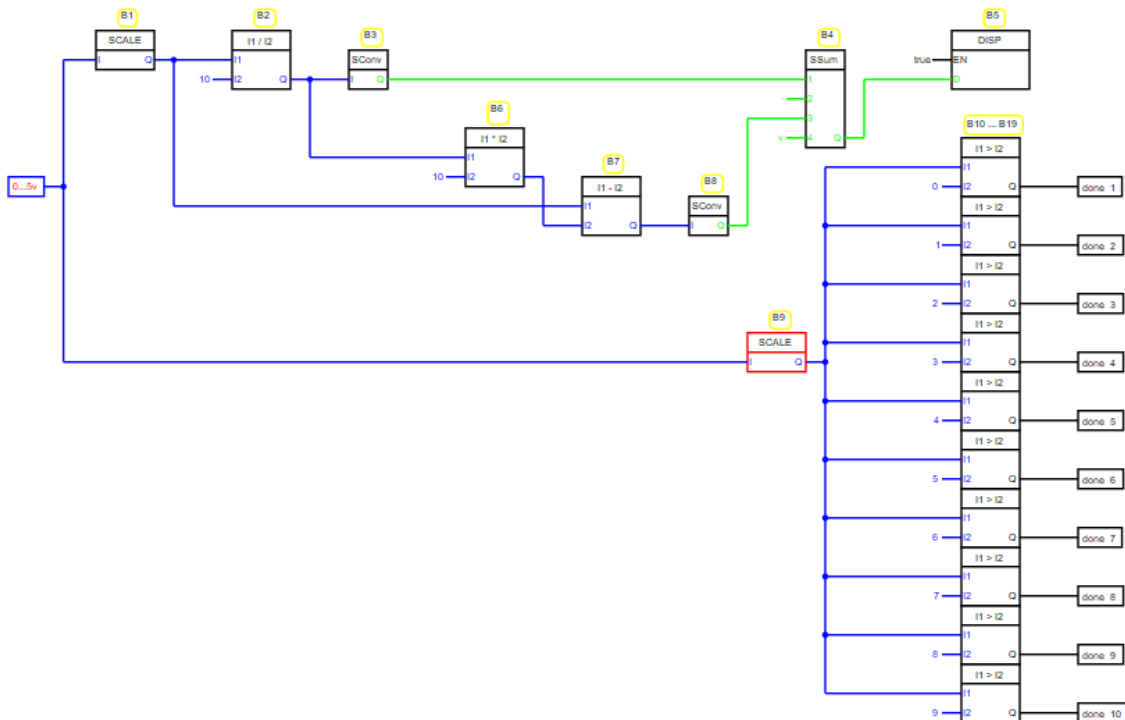 B1
SCALE
I Q
B2
I1 / I2
I1
10 I2 Q
B3
SConv
I Q
B4
SSum
1
- 2
3
v 4 Q
B5
DISP
true EN
D
B6
I1 * I2
I1
10 I2 Q
B7
I1 - I2
I1
I2 Q
B8
SConv
I Q
0...5v
B9
SCALE
I Q
B10 ... B19
I1 > I2
I1
0 I2 Q done 1
I1 > I2
I1
1 I2 Q done 2
I1 > I2
I1
2 I2 Q done 3
I1 > I2
I1
3 I2 Q done 4
I1 > I2
I1
4 I2 Q done 5
I1 > I2
I1
5 I2 Q done 6
I1 > I2
I1
6 I2 Q done 7
I1 > I2
I1
7 I2 Q done 8
I1 > I2
I1
8 I2 Q done 9
I1 > I2
I1
9 I2 Q done 10